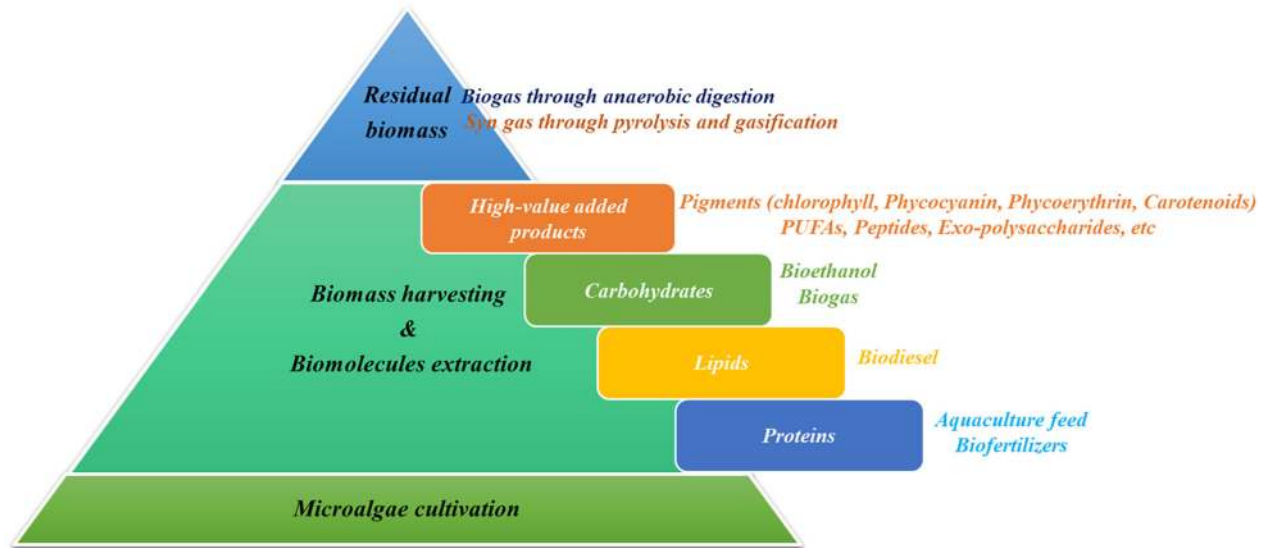 Residual
biomass
Biogas through anaerobic digestion
Syn gas through pyrolysis and gasification
High-value added
products
Pigments (chlorophyll, Phycocyanin, Phycoerythrin, Carotenoids)
PUFAs, Peptides, Exo-polysaccharides, etc
Biomass harvesting
&
Biomolecules extraction
Carbohydrates
Bioethanol
Biogas
Lipids
Biodiesel
Proteins
Aquaculture feed
Biofertilizers
Microalgae cultivation